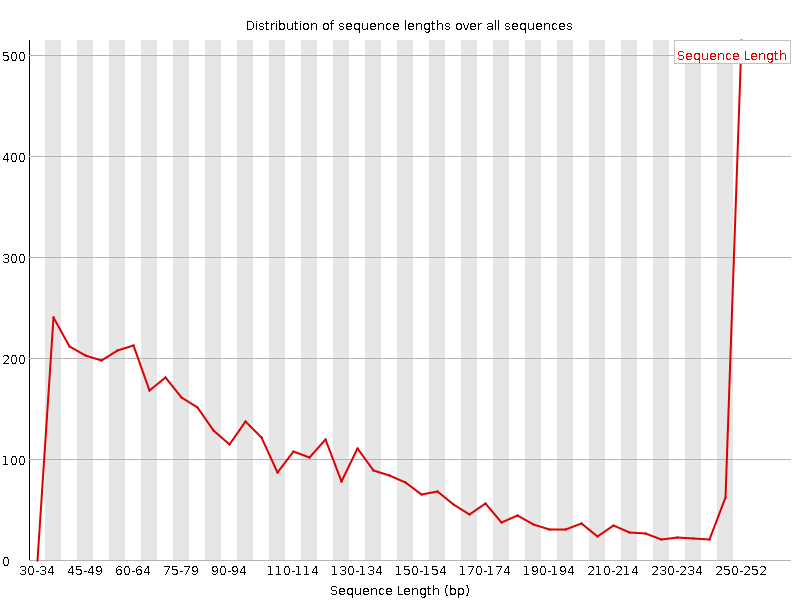 Distribution of sequence lengths over all sequences
Sequence Length
500
400
300
200
100
0
30-34 45-49 60-64 75-79 90-94 110-114 130-134 150-154 170-174 190-194 210-214 230-234 250-252
Sequence Length (bp)